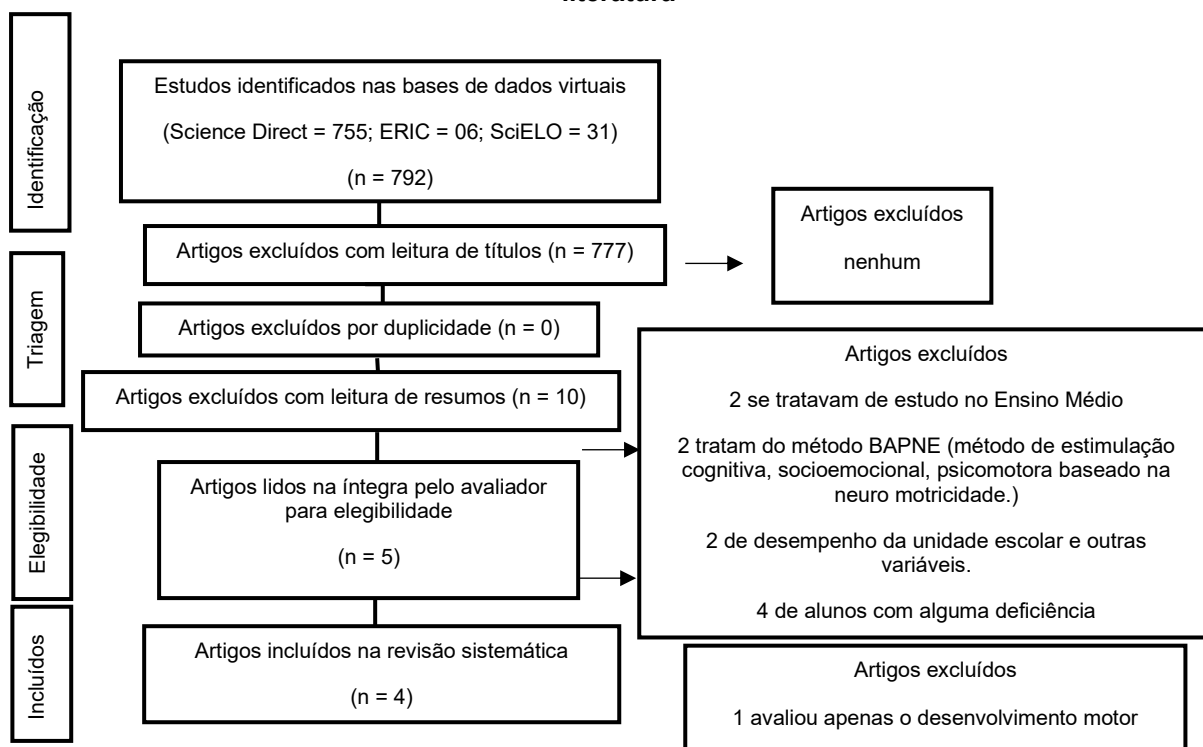 literatura
Identificação
Estudos identificados nas bases de dados virtuais
(Science Direct = 755; ERIC = 06; SciELO = 31)
(n = 792)
Artigos excluídos com leitura de títulos (n = 777)
Artigos excluídos
nenhum
Triagem
Artigos excluídos por duplicidade (n = 0)
Artigos excluídos com leitura de resumos (n = 10)
Artigos excluídos
2 se tratavam de estudo no Ensino Médio
2 tratam do método BAPNE (método de estimulação
cognitiva, socioemocional, psicomotora baseado na
neuro motricidade.)
2 de desempenho da unidade escolar e outras
variáveis.
4 de alunos com alguma deficiência
Elegibilidade
Artigos lidos na íntegra pelo avaliador
para elegibilidade
(n = 5)
Incluídos
Artigos incluídos na revisão sistemática
(n = 4)
Artigos excluídos
1 avaliou apenas o desenvolvimento motor